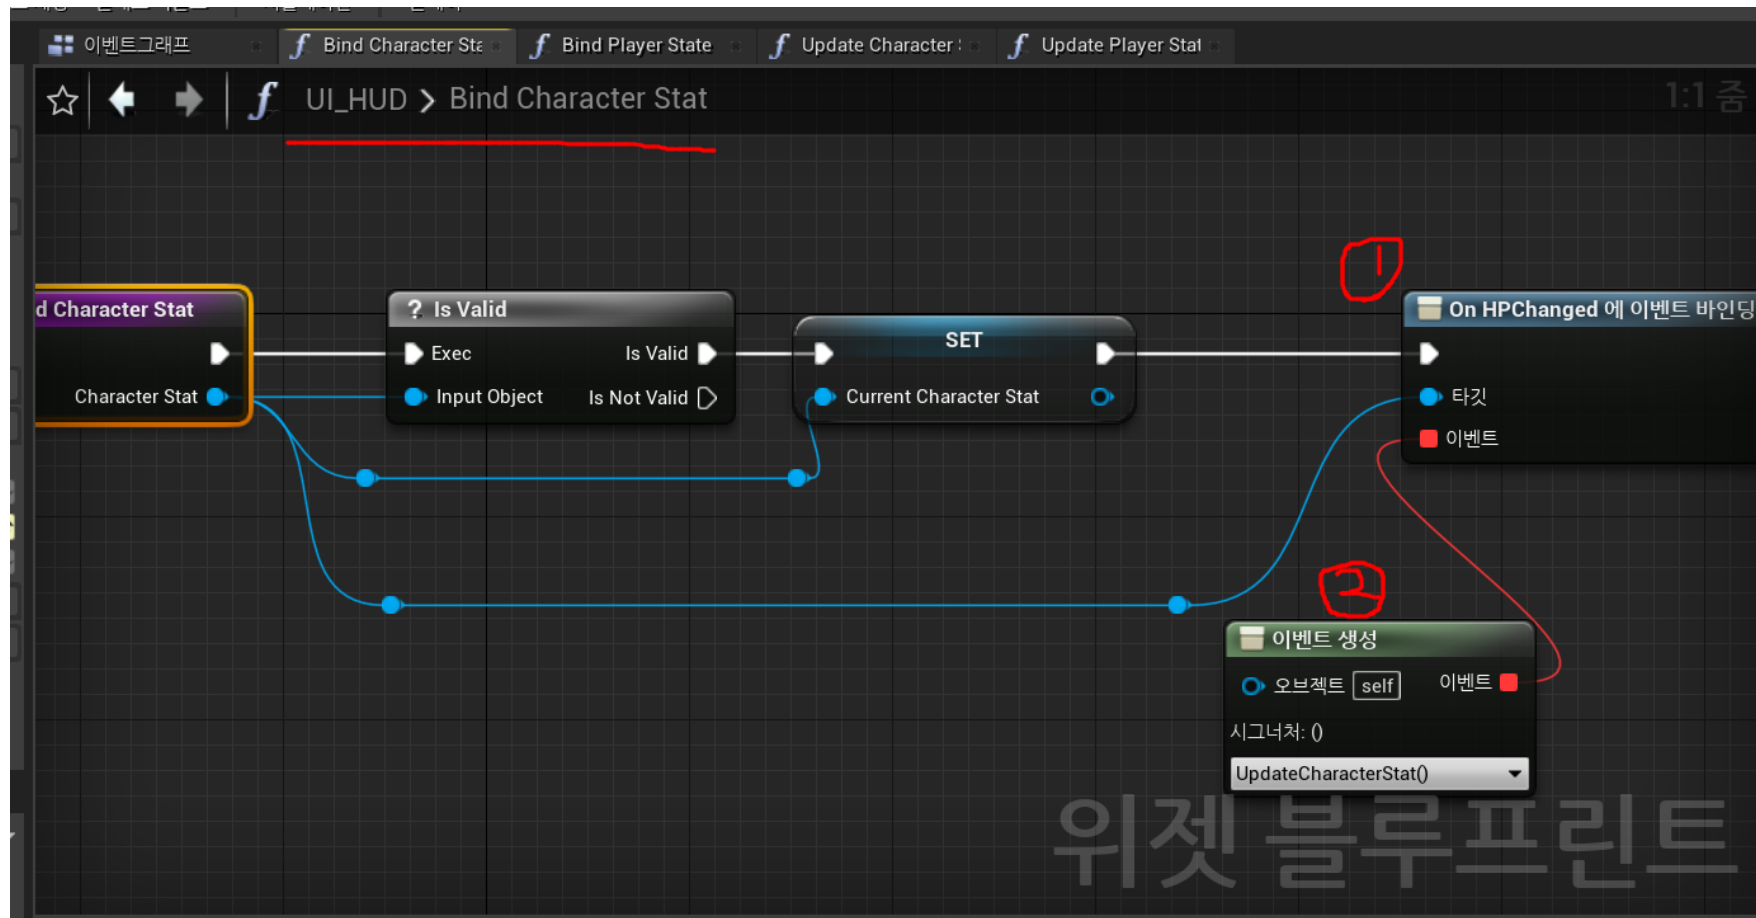 이벤트그래프
Bind Character Sta
Bind Player State
Update Character
Update Player Stat
UI_HUD > Bind Character Stat
1:1 줌
1
d Character Stat
Character Stat
? Is Valid
Exec
Is Valid
Input Object
Is Not Valid
SET
Current Character Stat
On HPChanged 에 이벤트 바인딩
타깃
이벤트
2
이벤트 생성
오브젝트 self
이벤트
시그너처: ()
UpdateCharacterStat()
위젯 블루프린트